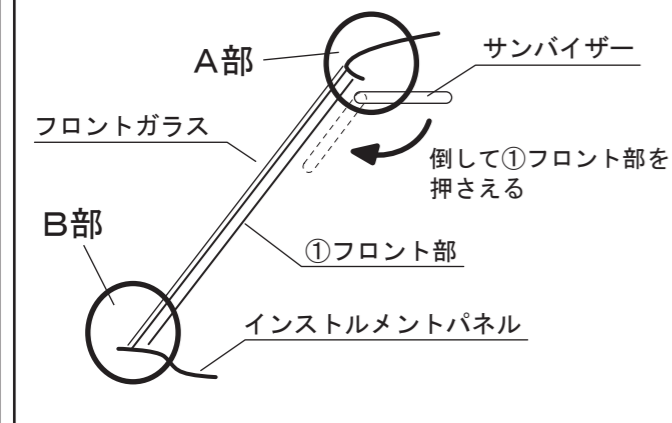 A部
サンバイザー
フロントガラス
倒して①フロント部を
押さえる
B部
①フロント部
インストルメントパネル